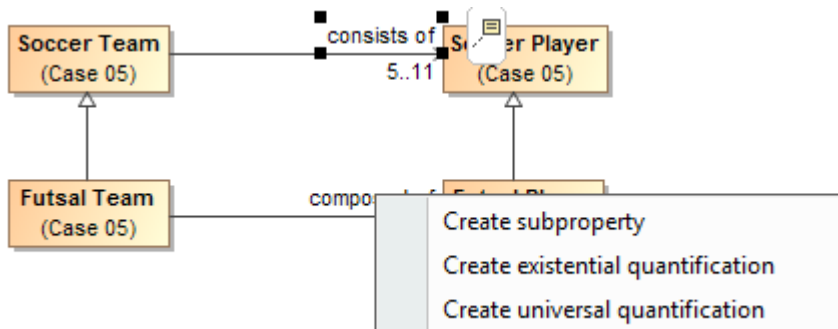 Soccer Team
(Case 05)
consists of
5..11
(Case 05)
Futsal Team
(Case 05)
Create subproperty
Create existential quantification
Create universal quantification